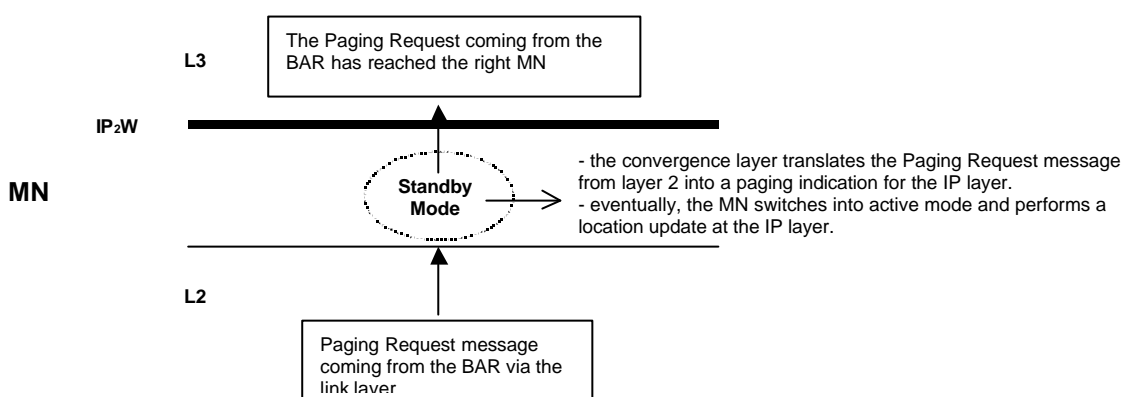 The Paging Request coming from the
BAR has reached the right MN
L3
IP2W
- the convergence layer translates the Paging Request message
from layer 2 into a paging indication for the IP layer.
- eventually, the MN switches into active mode and performs a
location update at the IP layer.
Standby
Mode
MN
L2
Paging Request message
coming from the BAR via the
link layer